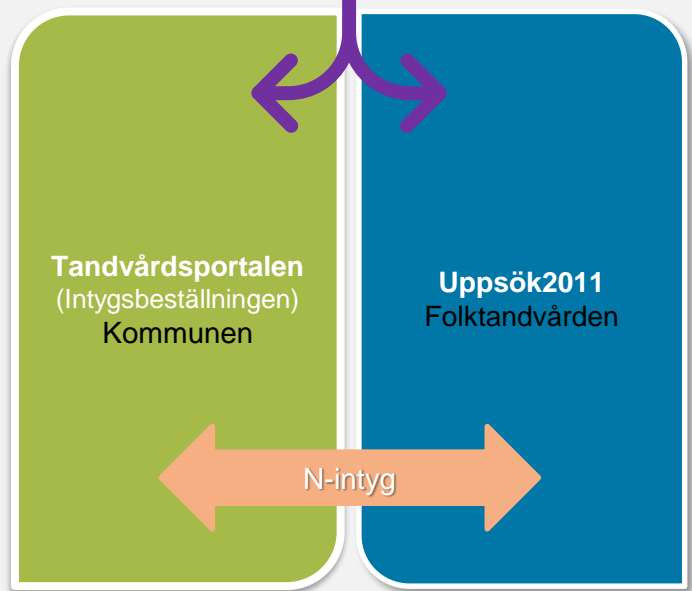 Tandvårdsportalen
(Intygsbeställningen)
Kommunen
Uppsök2011
Folktandvården
N-intyg